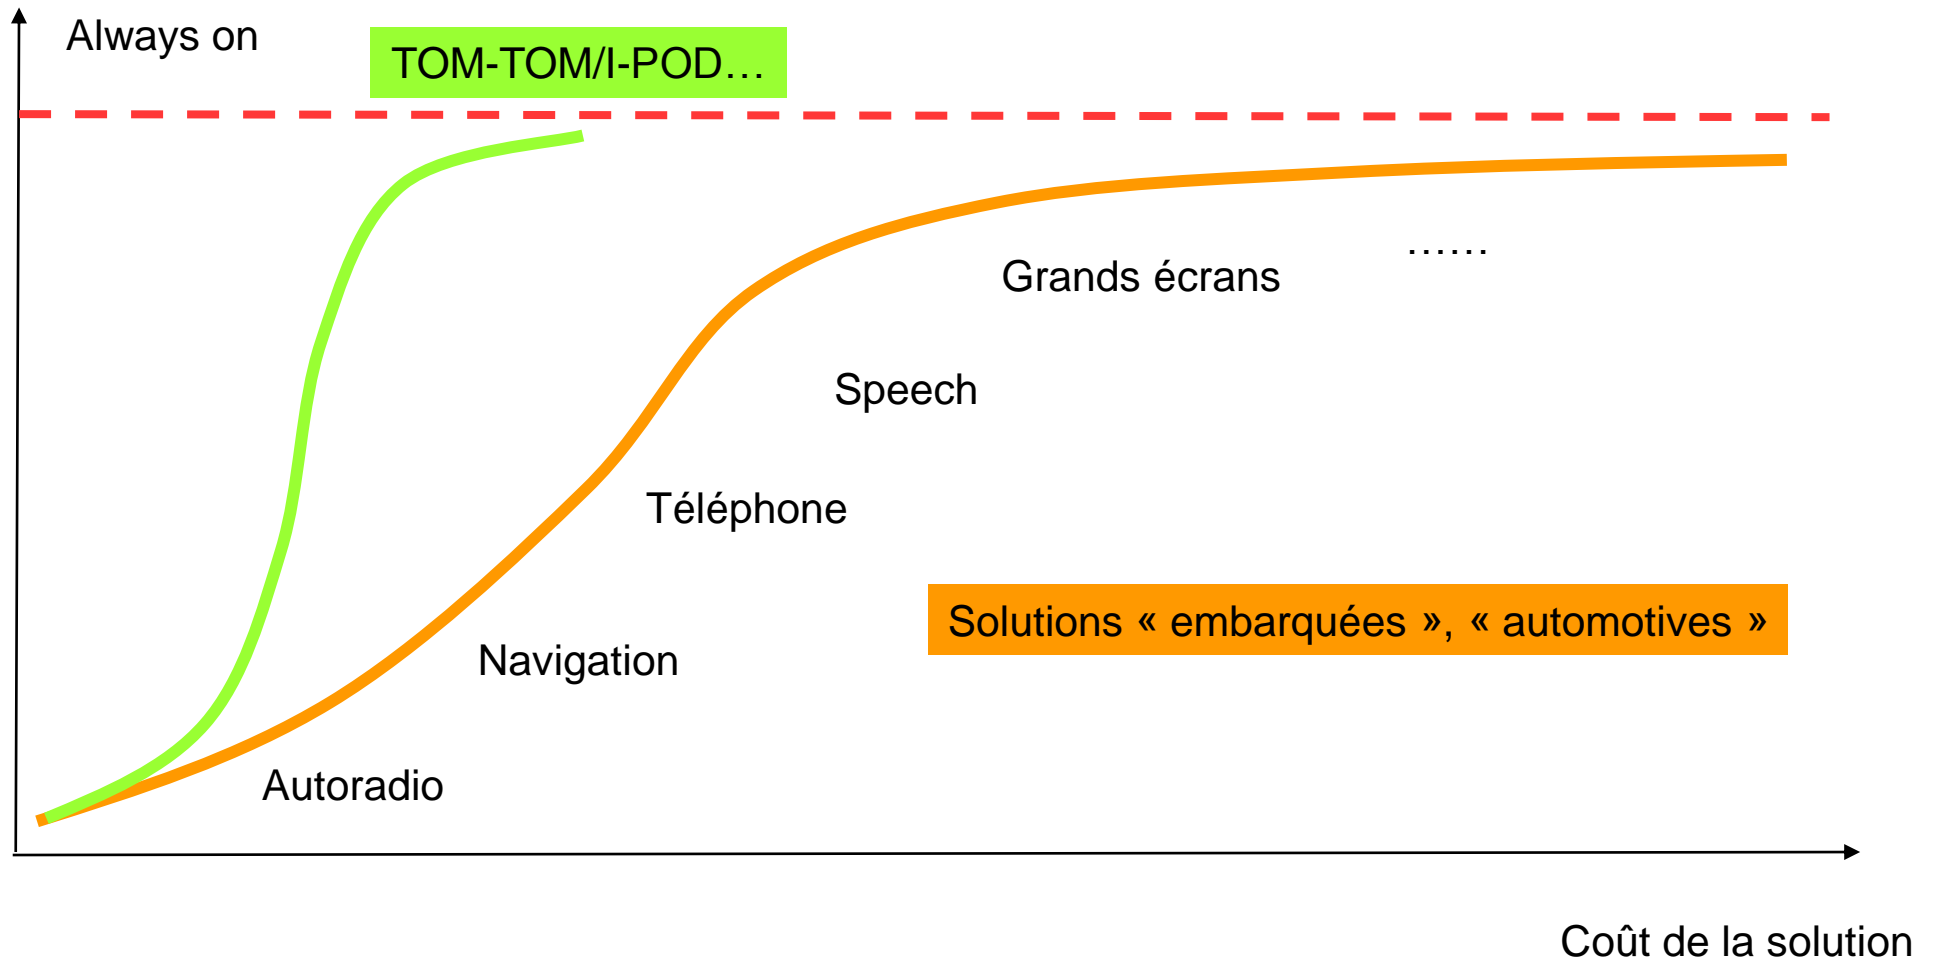 Always on
TOM-TOM/I-POD…
……
Grands écrans
Speech
Téléphone
Solutions « embarquées », « automotives »
Navigation
Autoradio
Coût de la solution